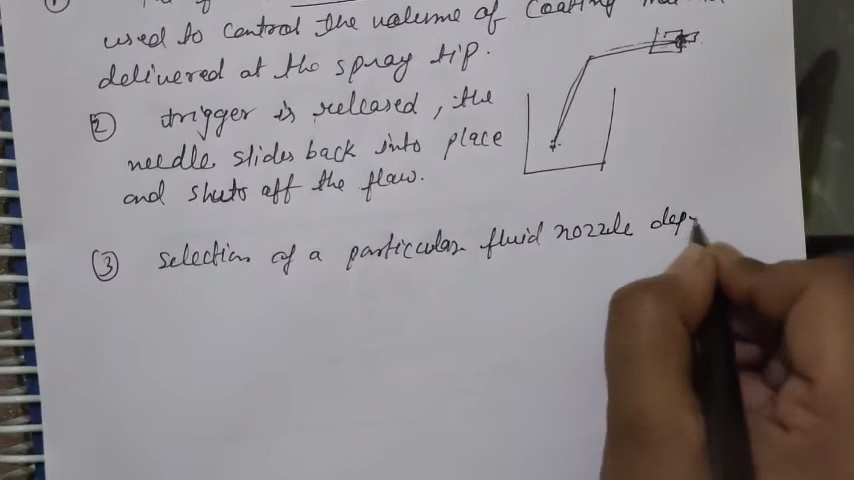 ①
used to control the volume of coating
delivered at the spray tip.
② trigger is released, the
needle slides back into place
and shuts off the flow.
③ selection of a particular fluid nozzle dep